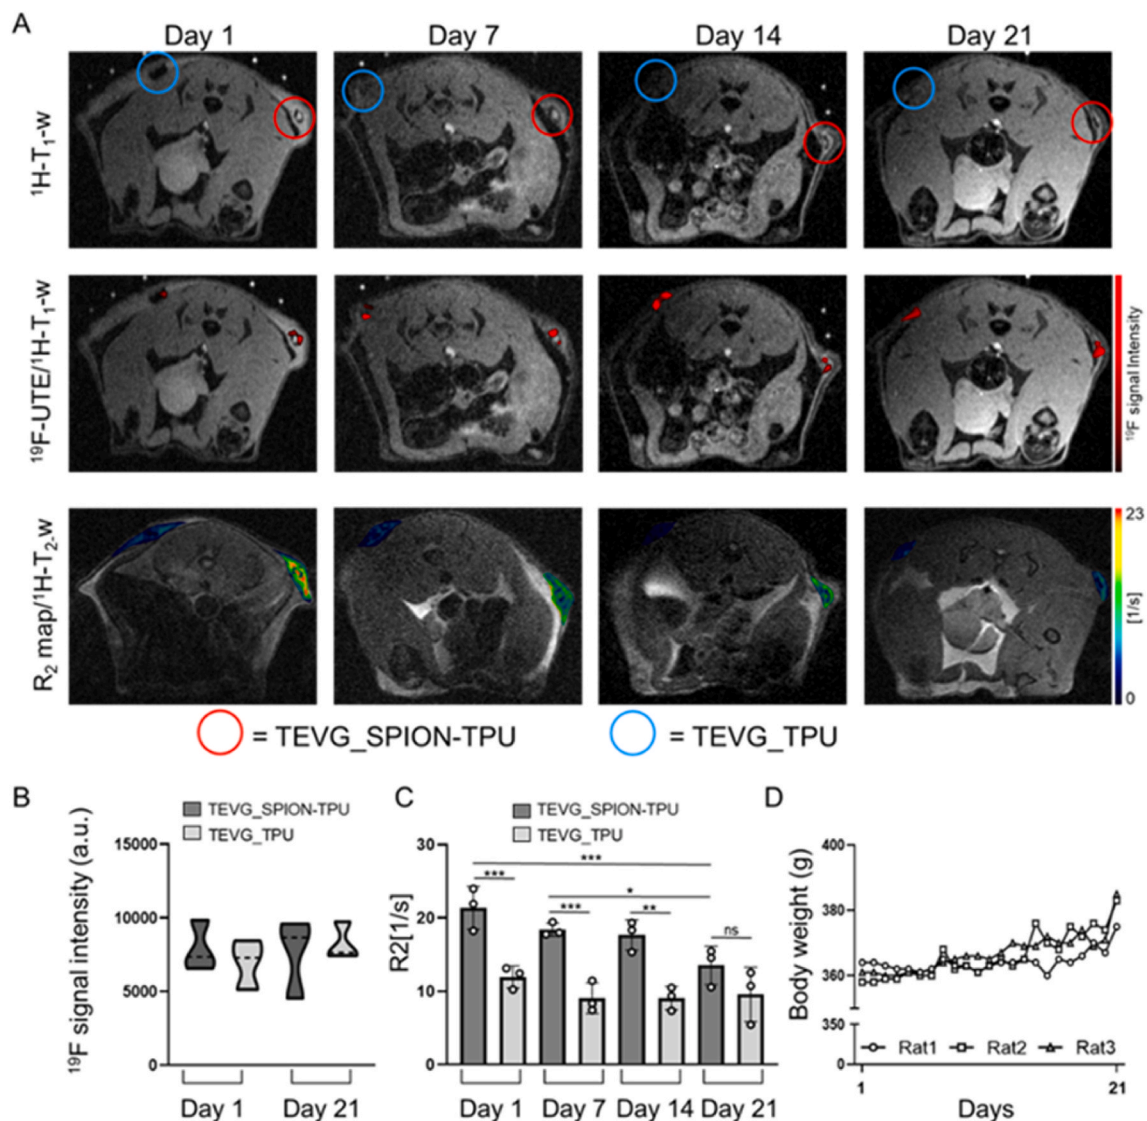 A
Day 1 Day 7 Day 14 Day 21
¹H-T₁-w
¹⁹F-UTE/¹H-T₁-w
¹⁹F signal Intensity
R₂ map/¹H-T₂-w
23
[1/s]
0
= TEVG_SPION-TPU = TEVG_TPU
B
TEVG_SPION-TPU
TEVG_TPU
¹⁹F signal intensity (a.u.)
15000
10000
5000
0
Day 1 Day 21
C
TEVG_SPION-TPU
TEVG_TPU
R2[1/s]
30
20
10
0
***
***
*
***
**
ns
Day 1 Day 7 Day 14 Day 21
D
Body weight (g)
400
380
360
350
0
Rat1 Rat2 Rat3
1 21
Days